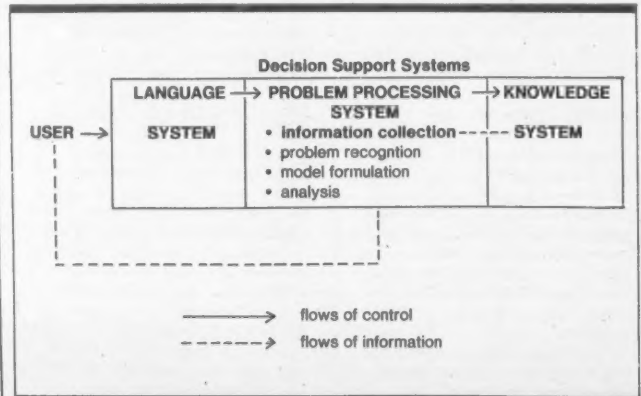 Decision Support Systems
LANGUAGE → PROBLEM PROCESSING → KNOWLEDGE
SYSTEM
USER → SYSTEM • information collection SYSTEM
• problem recogntion
• model formulation
• analysis
flows of control
flows of information